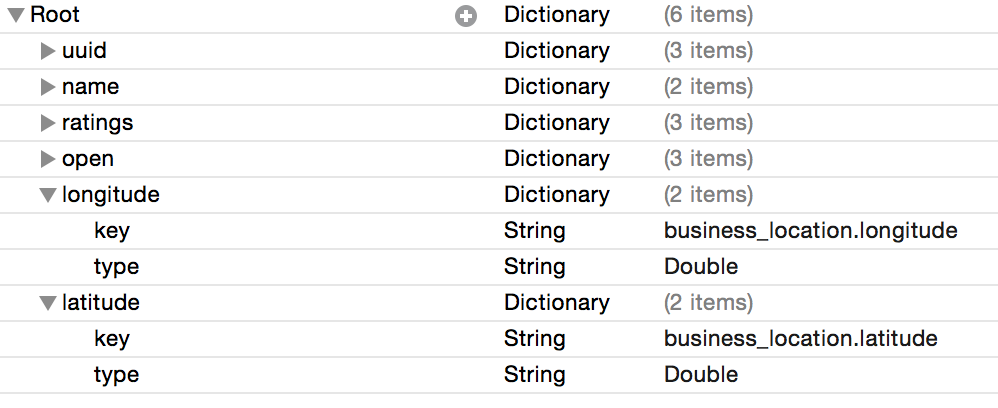 Root Dictionary (6 items)
uuid Dictionary (3 items)
name Dictionary (2 items)
ratings Dictionary (3 items)
open Dictionary (3 items)
longitude Dictionary (2 items)
key String business_location.longitude
type String Double
latitude Dictionary (2 items)
key String business_location.latitude
type String Double